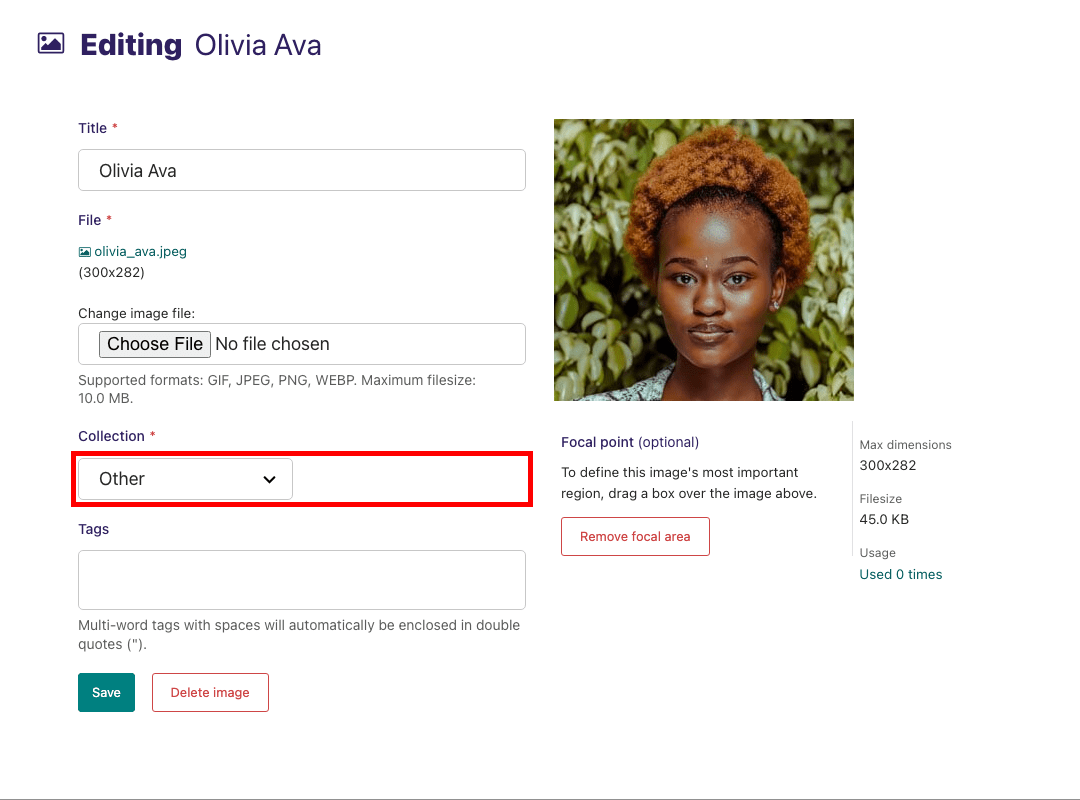 Editing Olivia Ava
Title *
Olivia Ava
File *
olivia_ava.jpeg
(300x282)
Change image file:
Choose File No file chosen
Supported formats: GIF, JPEG, PNG, WEBP. Maximum filesize:
10.0 MB.
Collection *
Other
Tags
Multi-word tags with spaces will automatically be enclosed in double
quotes (").
Save
Delete image
Focal point (optional)
To define this image's most important
region, drag a box over the image above.
Remove focal area
Max dimensions
300x282
Filesize
45.0 KB
Usage
Used 0 times